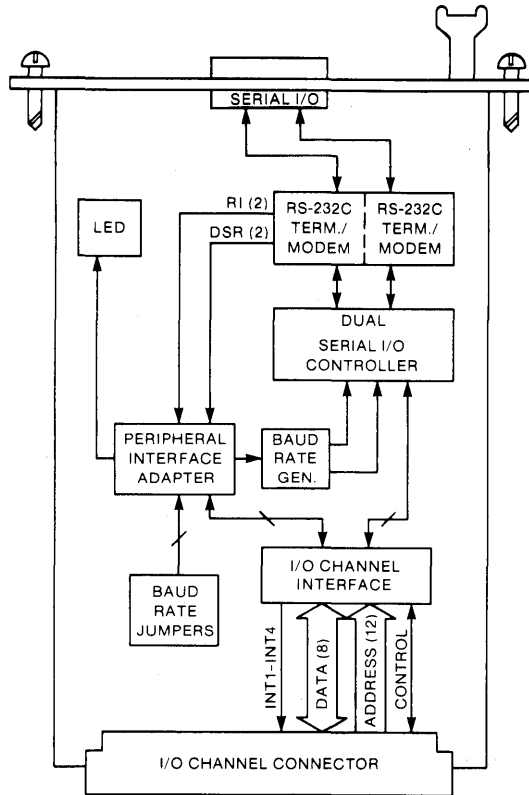 SERIAL I/O
RI (2)
DSR (2)
LED
RS-232C
TERM./
MODEM
RS-232C
TERM./
MODEM
DUAL
SERIAL I/O
CONTROLLER
PERIPHERAL
INTERFACE
ADAPTER
BAUD
RATE
GEN.
I/O CHANNEL
INTERFACE
BAUD
RATE
JUMPERS
INT1-INT4
DATA (8)
ADDRESS (12)
CONTROL
I/O CHANNEL CONNECTOR